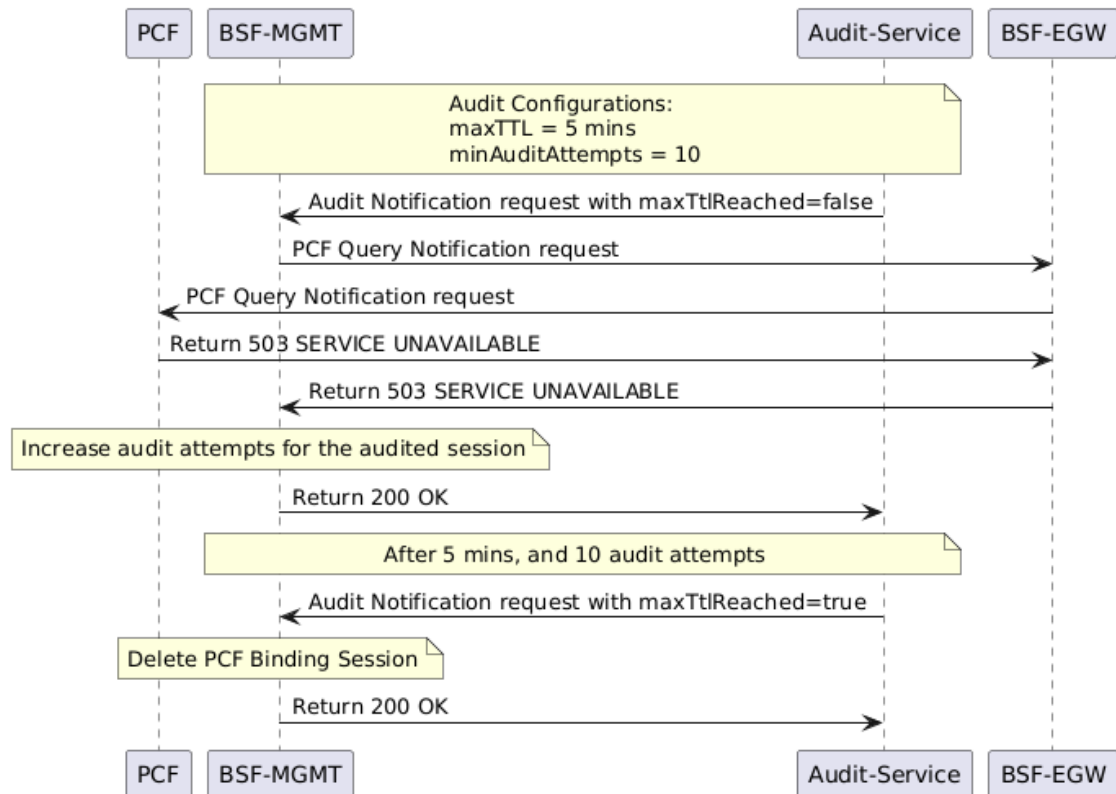 PCF BSF-MGMT Audit-Service BSF-EGW
Audit Configurations:
maxTTL = 5 mins
minAuditAttempts = 10
Audit Notification request with maxTtlReached=false
PCF Query Notification request
PCF Query Notification request
Return 503 SERVICE UNAVAILABLE
Return 503 SERVICE UNAVAILABLE
Increase audit attempts for the audited session
Return 200 OK
After 5 mins, and 10 audit attempts
Audit Notification request with maxTtlReached=true
Delete PCF Binding Session
Return 200 OK
PCF BSF-MGMT Audit-Service BSF-EGW